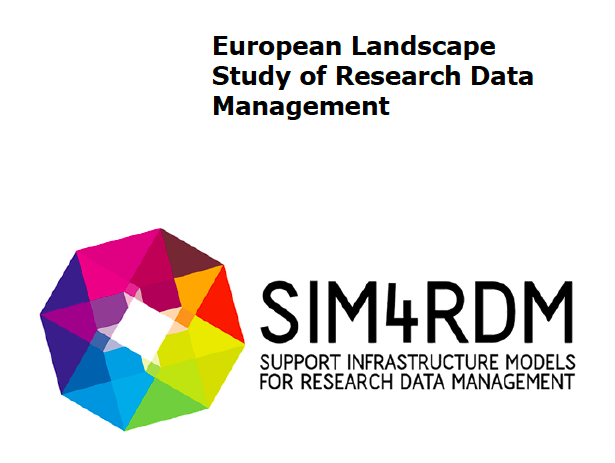 European Landscape
Study of Research Data
Management
SIM4RDM
SUPPORT INFRASTRUCTURE MODELS
FOR RESEARCH DATA MANAGEMENT